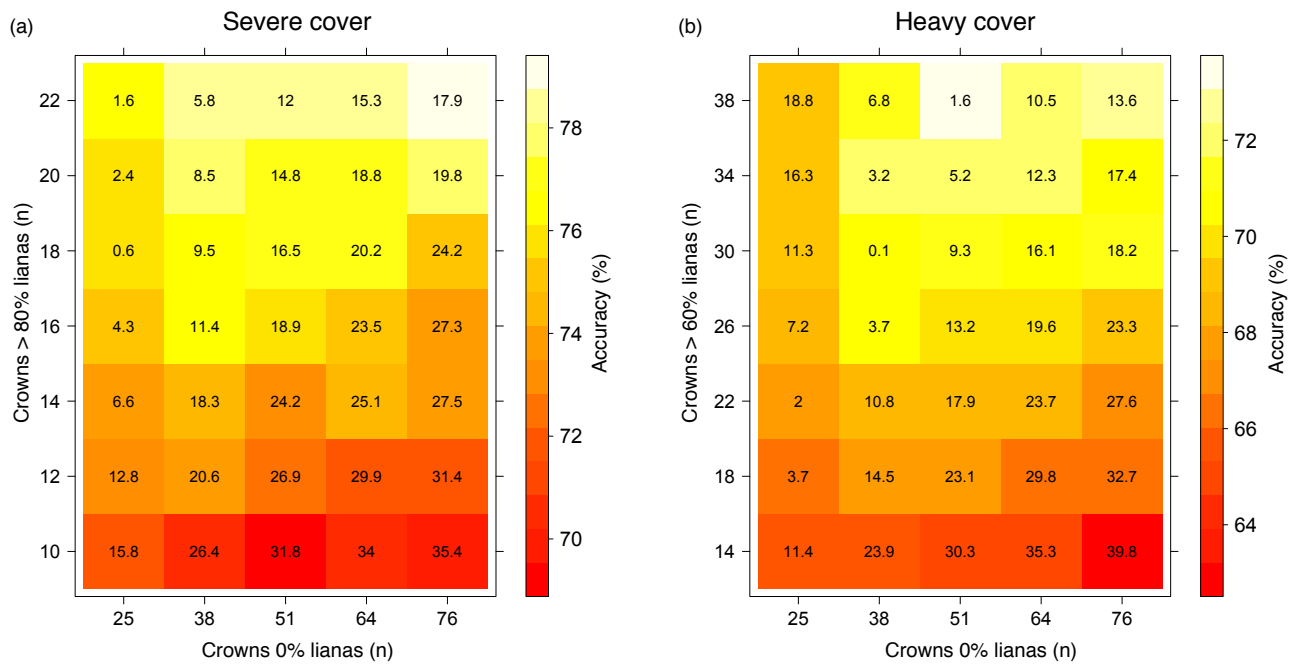 (a)
Severe cover
22 1.6 5.8 12 15.3 17.9
20 2.4 8.5 14.8 18.8 19.8
18 0.6 9.5 16.5 20.2 24.2
16 4.3 11.4 18.9 23.5 27.3
14 6.6 18.3 24.2 25.1 27.5
12 12.8 20.6 26.9 29.9 31.4
10 15.8 26.4 31.8 34 35.4
25 38 51 64 76
Crowns 0% lianas (n)
Crowns > 80% lianas (n)
78
76
74
72
70
Accuracy (%)
(b)
Heavy cover
38 18.8 6.8 1.6 10.5 13.6
34 16.3 3.2 5.2 12.3 17.4
30 11.3 0.1 9.3 16.1 18.2
26 7.2 3.7 13.2 19.6 23.3
22 2 10.8 17.9 23.7 27.6
18 3.7 14.5 23.1 29.8 32.7
14 11.4 23.9 30.3 35.3 39.8
25 38 51 64 76
Crowns 0% lianas (n)
Crowns > 60% lianas (n)
72
70
68
66
64
Accuracy (%)